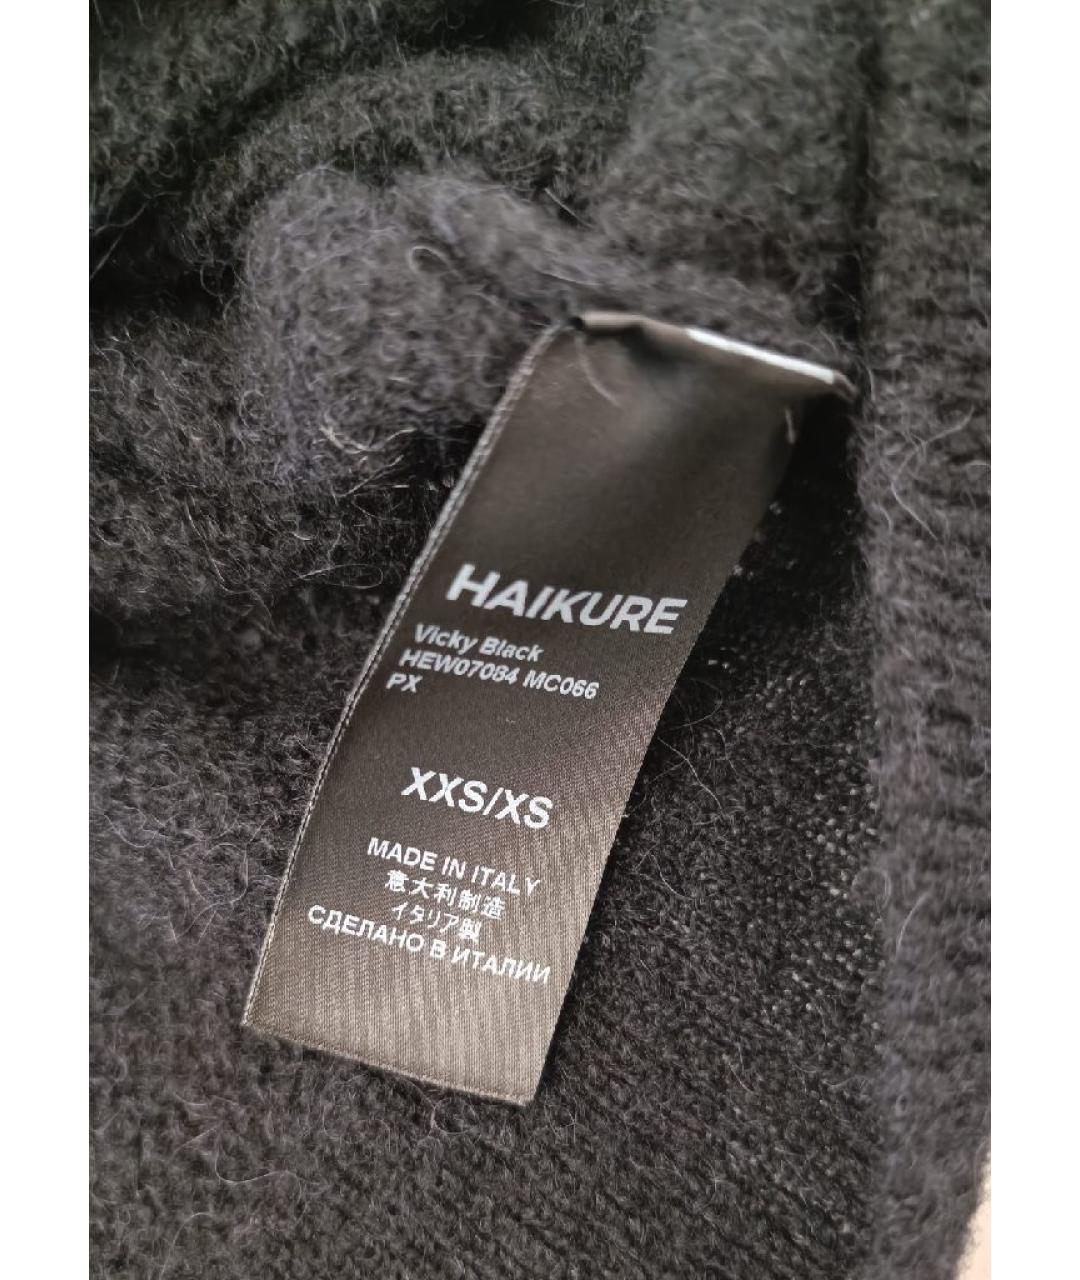 HAIKURE
Vicky Black
HEW07084 MC066
PX
XXS/XS
MADE IN ITALY
意大利制造
イタリア製
СДЕЛАНО В ИТАЛИИ